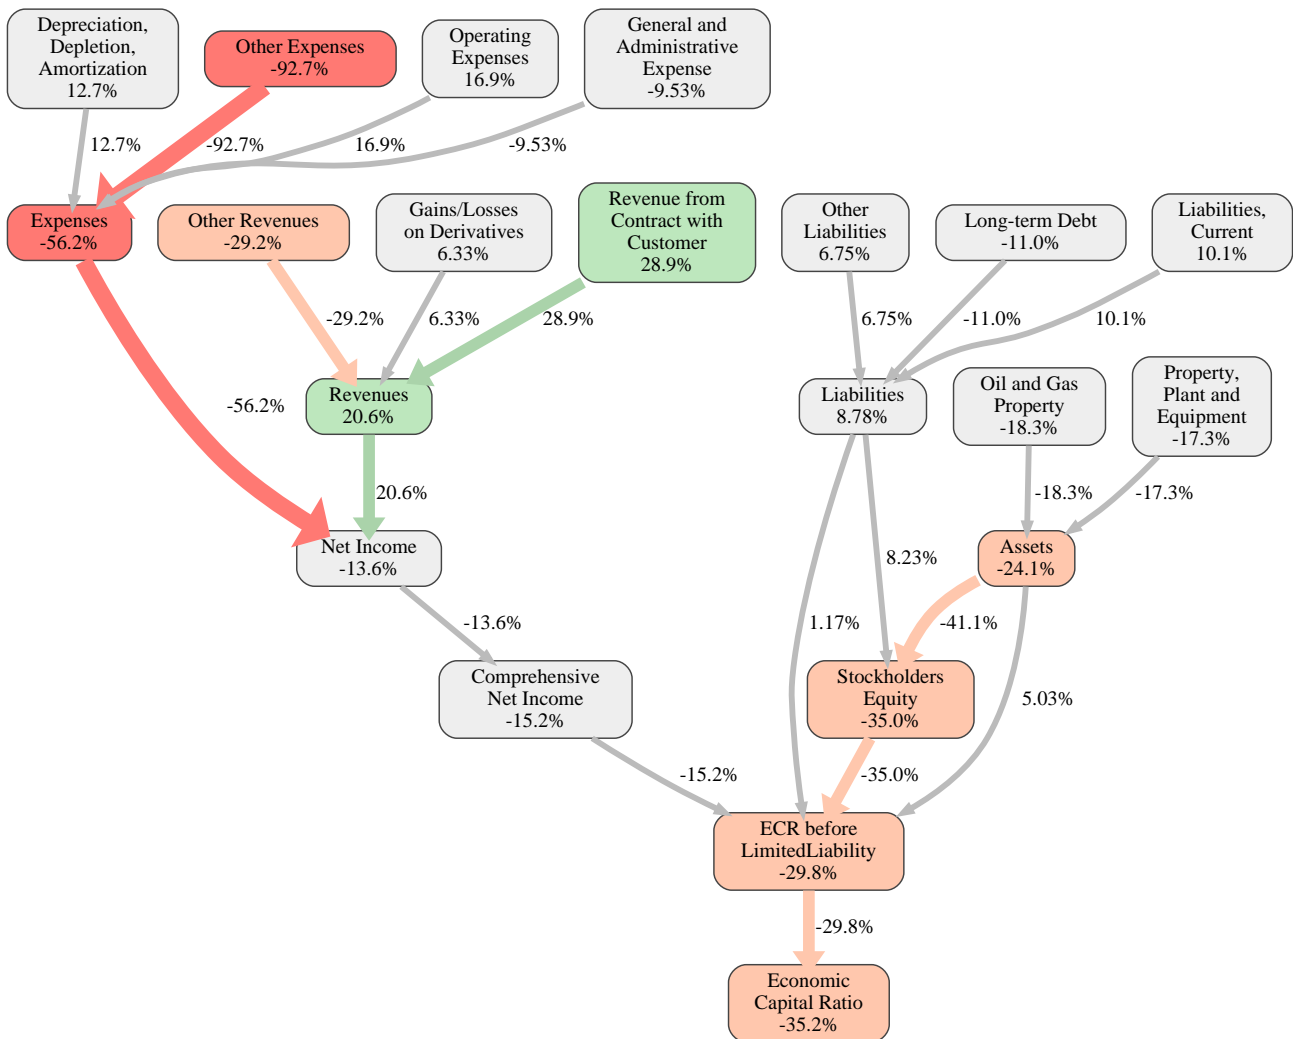 Depreciation,
Depletion,
Amortization
12.7%
Other Expenses
-92.7%
Operating
Expenses
16.9%
General and
Administrative
Expense
-9.53%
12.7%
-92.7%
16.9%
-9.53%
Expenses
-56.2%
Other Revenues
-29.2%
Gains/Losses
on Derivatives
6.33%
Revenue from
Contract with
Customer
28.9%
Other
Liabilities
6.75%
Long-term Debt
-11.0%
Liabilities,
Current
10.1%
-29.2%
6.33%
28.9%
6.75%
-11.0%
10.1%
-56.2%
Revenues
20.6%
Liabilities
8.78%
Oil and Gas
Property
-18.3%
Property,
Plant and
Equipment
-17.3%
20.6%
-18.3%
-17.3%
Net Income
-13.6%
8.23%
Assets
-24.1%
-13.6%
1.17%
-41.1%
Comprehensive
Net Income
-15.2%
Stockholders
Equity
-35.0%
5.03%
-15.2%
-35.0%
ECR before
LimitedLiability
-29.8%
-29.8%
Economic
Capital Ratio
-35.2%